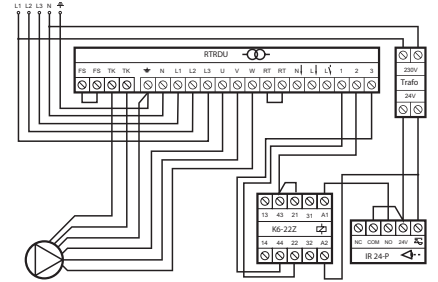 L1 L2 L3 N
RTRDU
FS FS TK TK N L1 L2 L3 U V W RT RT N L L 1 2 3
230V
Trafo
24V
13 43 21 31 A1
K6-22Z
14 44 22 32 A2
NC COM NO 24V
IR 24-P